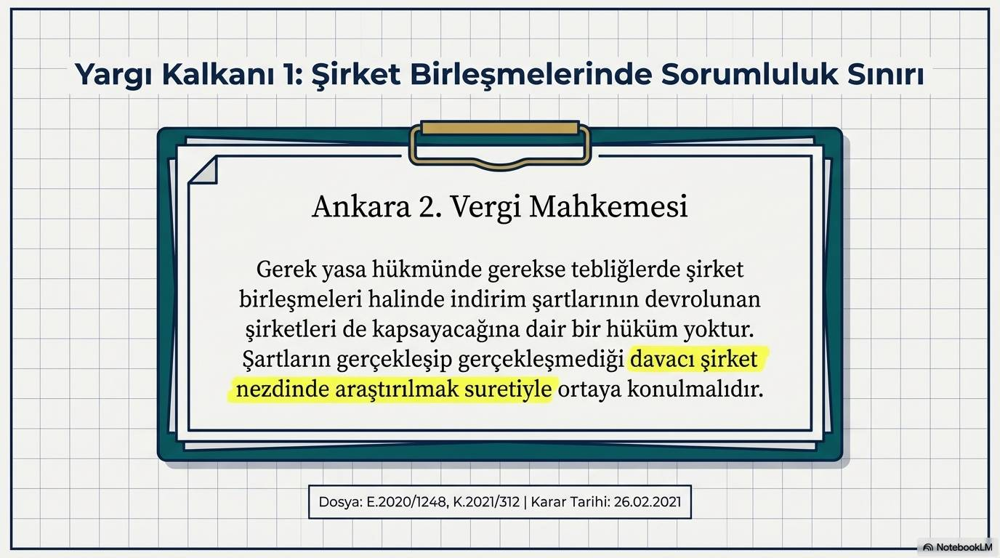 Yargı Kalkanı 1: Şirket Birleşmelerinde Sorumluluk Sınırı
Ankara 2. Vergi Mahkemesi
Gerek yasa hükmünde gerekse tebliğlerde şirket
birleşmeleri halinde indirim şartlarının devrolunan
şirketleri de kapsayacağına dair bir hüküm yoktur.
Şartların gerçekleşip gerçekleşmediği davacı şirket
nezdinde araştırılmak suretiyle ortaya konulmalıdır.
Dosya: E.2020/1248, K.2021/312 | Karar Tarihi: 26.02.2021
NotebookLM